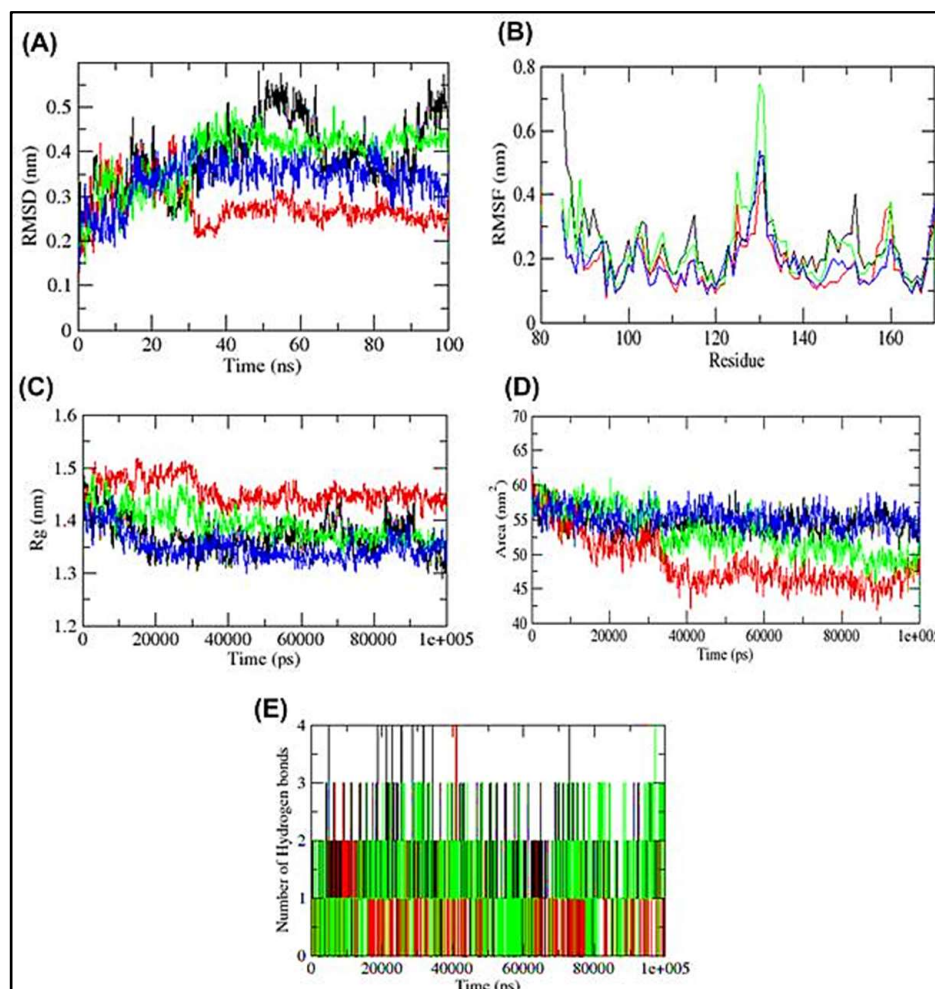 (A)
RMSD (nm)
0.5
0.4
0.3
0.2
0.1
0
0 20 40 60 80 100
Time (ns)
(B)
RMSF (nm)
0.8
0.6
0.4
0.2
0
80 100 120 140 160
Residue
(C)
Rg (nm)
1.6
1.5
1.4
1.3
1.2
0 20000 40000 60000 80000 1e+005
Time (ps)
(D)
Area (nm²)
70
65
60
55
50
45
40
0 20000 40000 60000 80000 1e+005
Time (ps)
(E)
Number of Hydrogen bonds
4
3
2
1
0
0 20000 40000 60000 80000 1e+005
Time (ps)